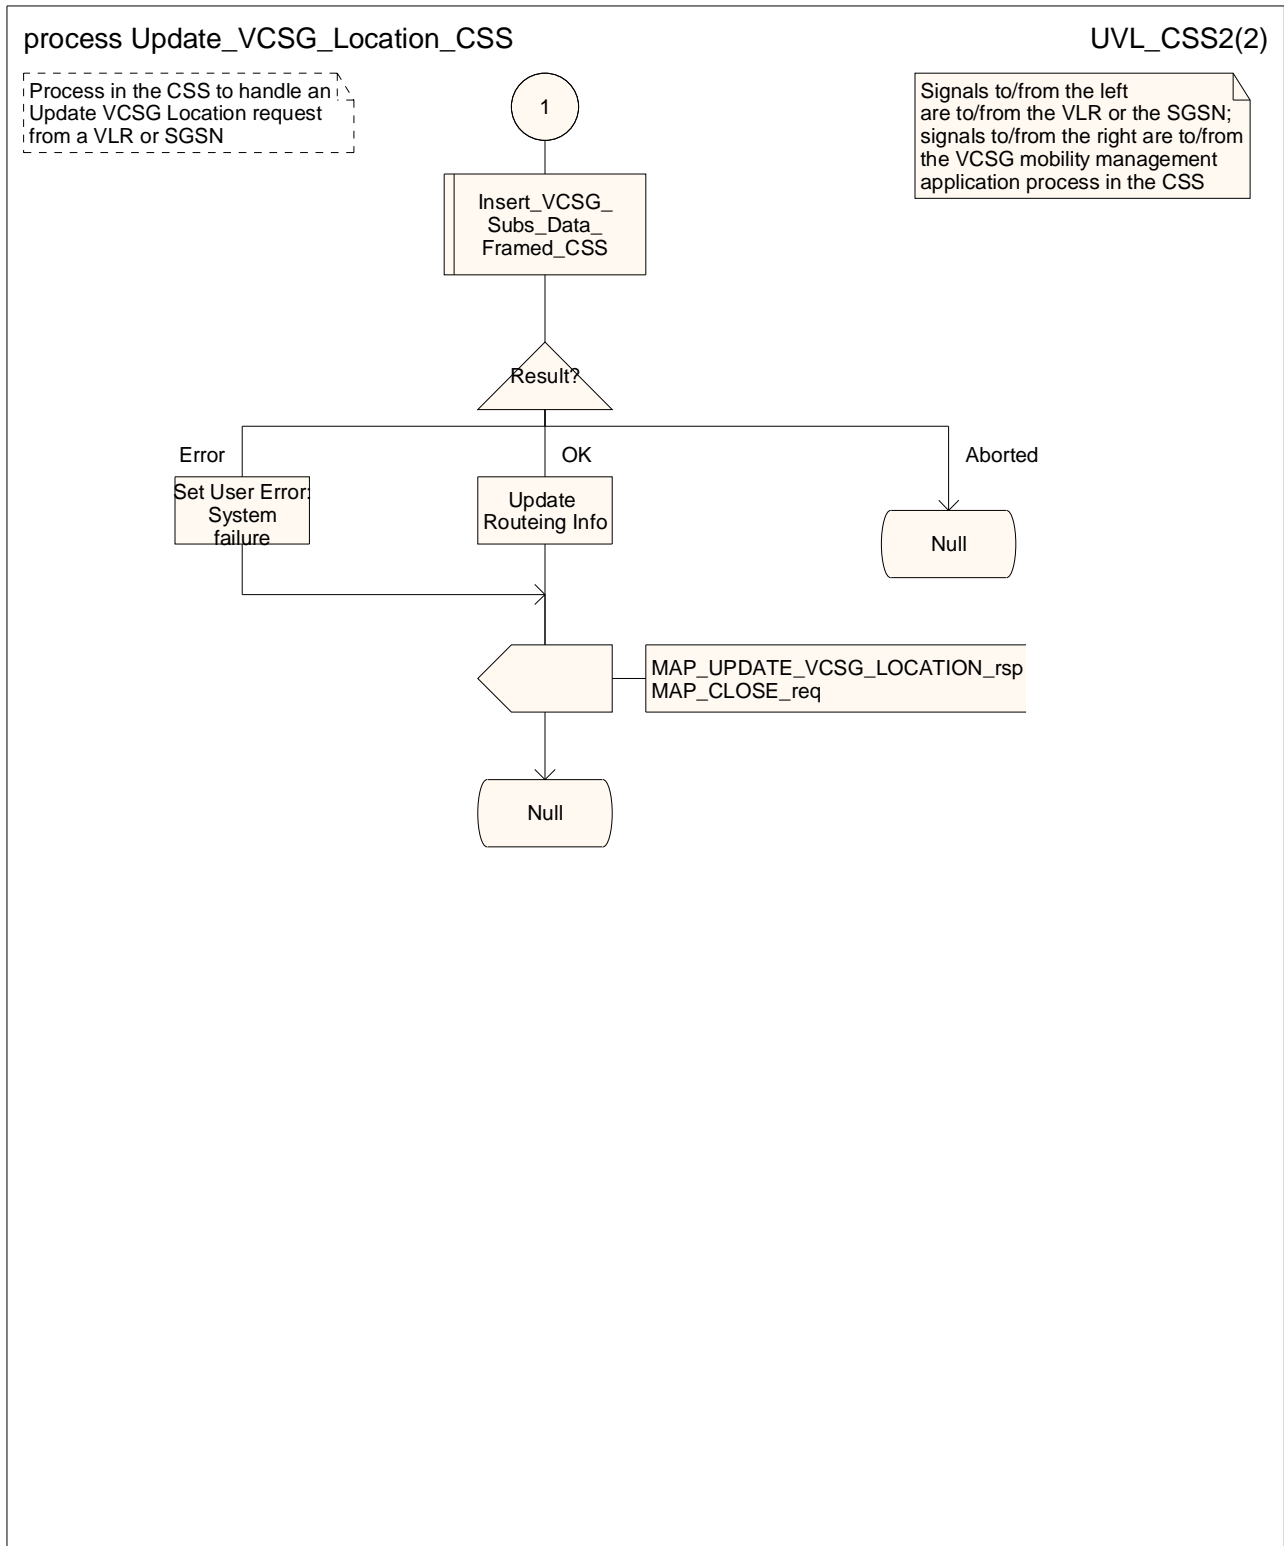 process Update_VCSG_Location_CSS
UVL_CSS2(2)
Process in the CSS to handle an
Update VCSG Location request
from a VLR or SGSN
1
Signals to/from the left
are to/from the VLR or the SGSN;
signals to/from the right are to/from
the VCSG mobility management
application process in the CSS
Insert_VCSG_
Subs_Data_
Framed_CSS
Result?
Error
OK
Aborted
Set User Error:
System
failure
Update
Routeing Info
Null
MAP_UPDATE_VCSG_LOCATION_rsp
MAP_CLOSE_req
Null